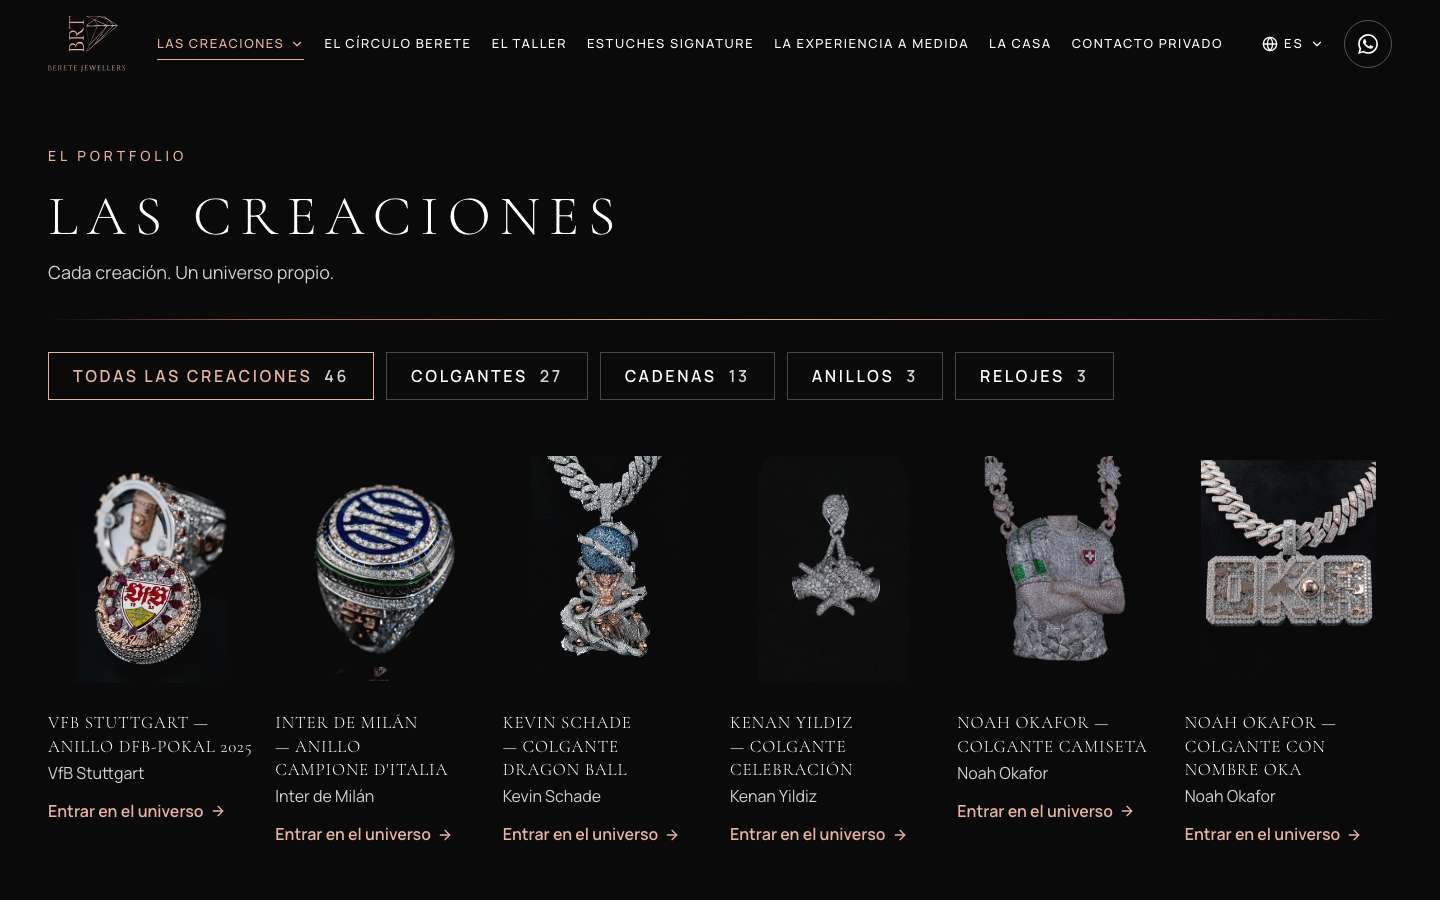 BRT
BERETE JEWELLERS
LAS CREACIONES
EL CÍRCULO BERETE
EL TALLER
ESTUCHES SIGNATURE
LA EXPERIENCIA A MEDIDA
LA CASA
CONTACTO PRIVADO
ES
EL PORTFOLIO
LAS CREACIONES
Cada creación. Un universo propio.
TODAS LAS CREACIONES 46
COLGANTES 27
CADENAS 13
ANILLOS 3
RELOJES 3
OKA
VFB STUTTGART —
ANILLO DFB-POKAL 2025
VfB Stuttgart
Entrar en el universo →
INTER DE MILÁN
— ANILLO
CAMPIONE D'ITALIA
Inter de Milán
Entrar en el universo →
KEVIN SCHADE
— COLGANTE
DRAGON BALL
Kevin Schade
Entrar en el universo →
KENAN YILDIZ
— COLGANTE
CELEBRACIÓN
Kenan Yildiz
Entrar en el universo →
NOAH OKAFOR —
COLGANTE CAMISETA
Noah Okafor
Entrar en el universo →
NOAH OKAFOR —
COLGANTE CON
NOMBRE OKA
Noah Okafor
Entrar en el universo →